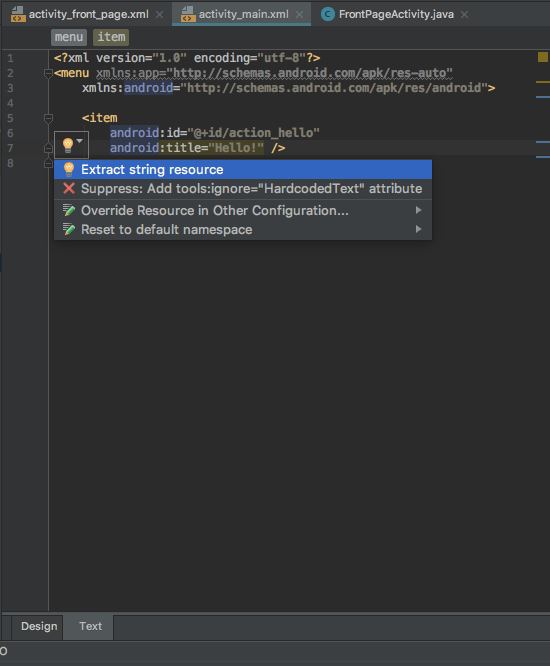 activity_front_page.xml activity_main.xml FrontPageActivity.java
menu item
1 <?xml version="1.0" encoding="utf-8"?>
2 <menu xmlns:app="http://schemas.android.com/apk/res-auto"
3 xmlns:android="http://schemas.android.com/apk/res/android">
4
5 <item
6 android:id="@+id/action_hello"
7 android:title="Hello!" />
8
Extract string resource
Suppress: Add tools:ignore="HardcodedText" attribute
Override Resource in Other Configuration...
Reset to default namespace
Design Text
O